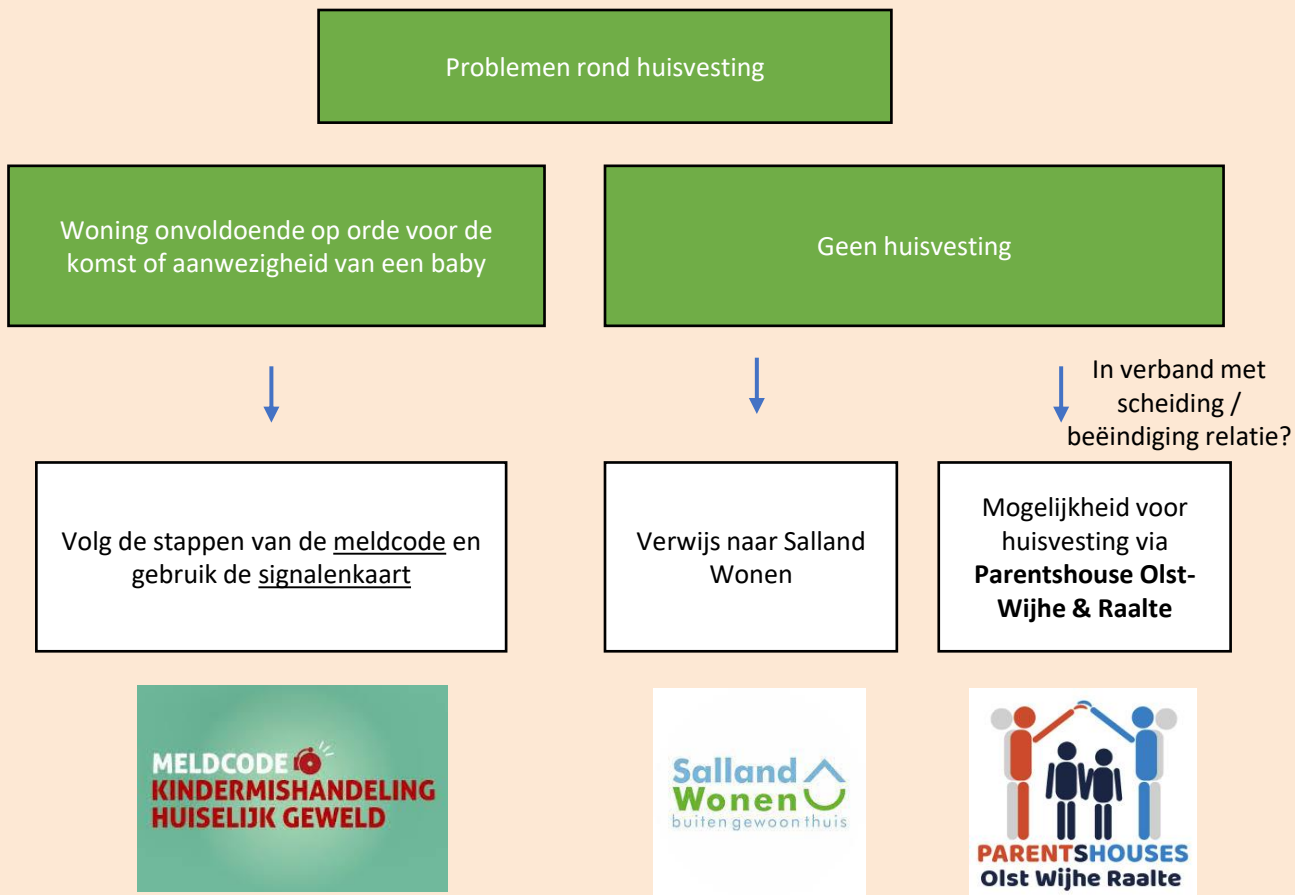 Problemen rond huisvesting
Woning onvoldoende op orde voor de
komst of aanwezigheid van een baby
Geen huisvesting
In verband met
scheiding /
beëindiging relatie?
Volg de stappen van de meldcode en
gebruik de signalenkaart
Verwijs naar Salland
Wonen
Mogelijkheid voor
huisvesting via
Parentshouse Olst-
Wijhe & Raalte
MELDCODE
KINDERMISHANDELING
HUISELIJK GEWELD
Salland
Wonen
buitengewoon thuis
PARENTSHOUSES
Olst Wijhe Raalte